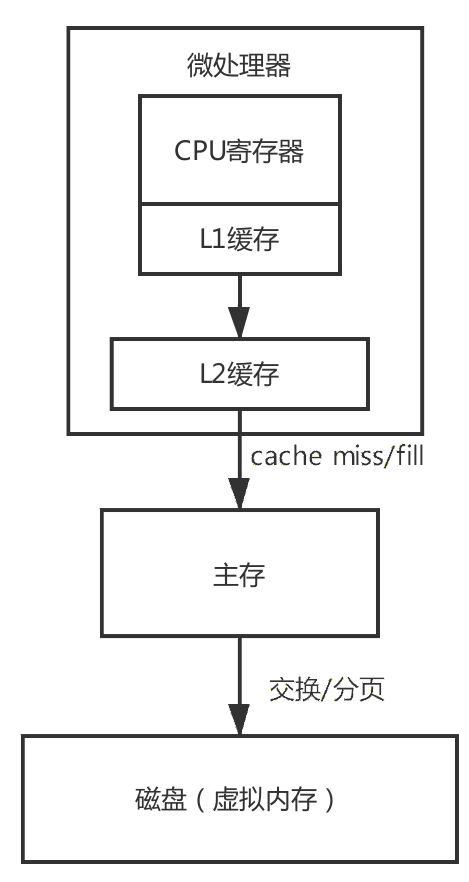 微处理器
CPU寄存器
L1缓存
L2缓存
cache miss/fill
主存
交换/分页
磁盘（虚拟内存）